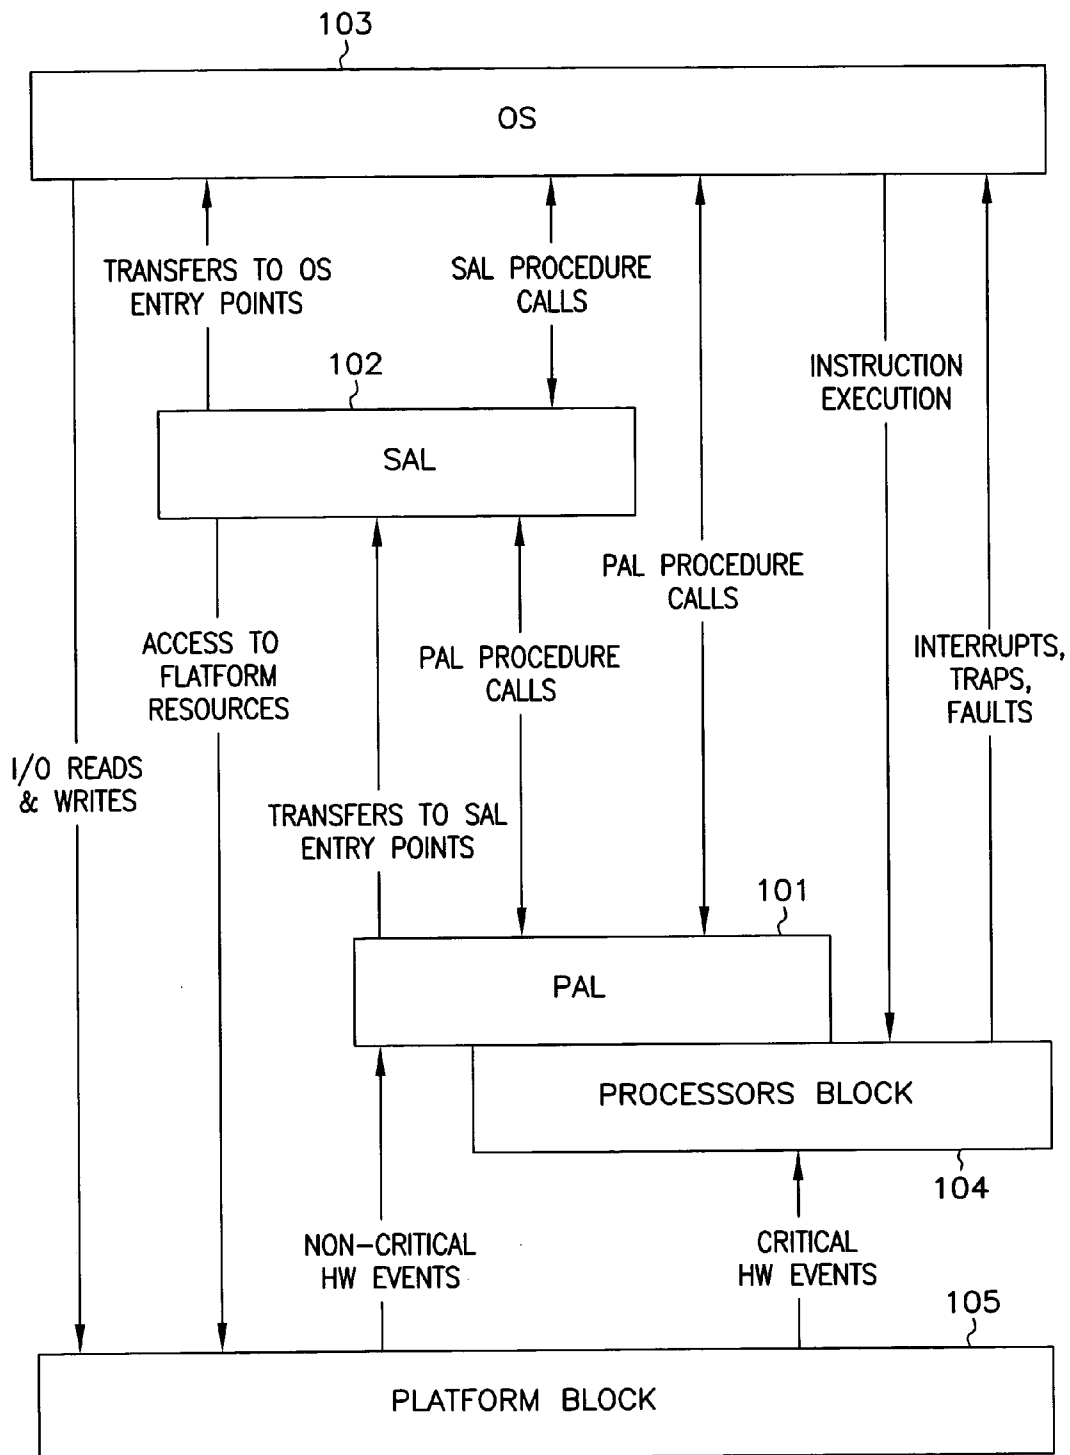 103
OS
TRANSFERS TO OS
ENTRY POINTS
SAL PROCEDURE
CALLS
102
INSTRUCTION
EXECUTION
SAL
PAL PROCEDURE
CALLS
ACCESS TO
FLATFORM
RESOURCES
PAL PROCEDURE
CALLS
INTERRUPTS,
TRAPS,
FAULTS
I/O READS
& WRITES
TRANSFERS TO SAL
ENTRY POINTS
101
PAL
PROCESSORS BLOCK
104
NON-CRITICAL
HW EVENTS
CRITICAL
HW EVENTS
105
PLATFORM BLOCK